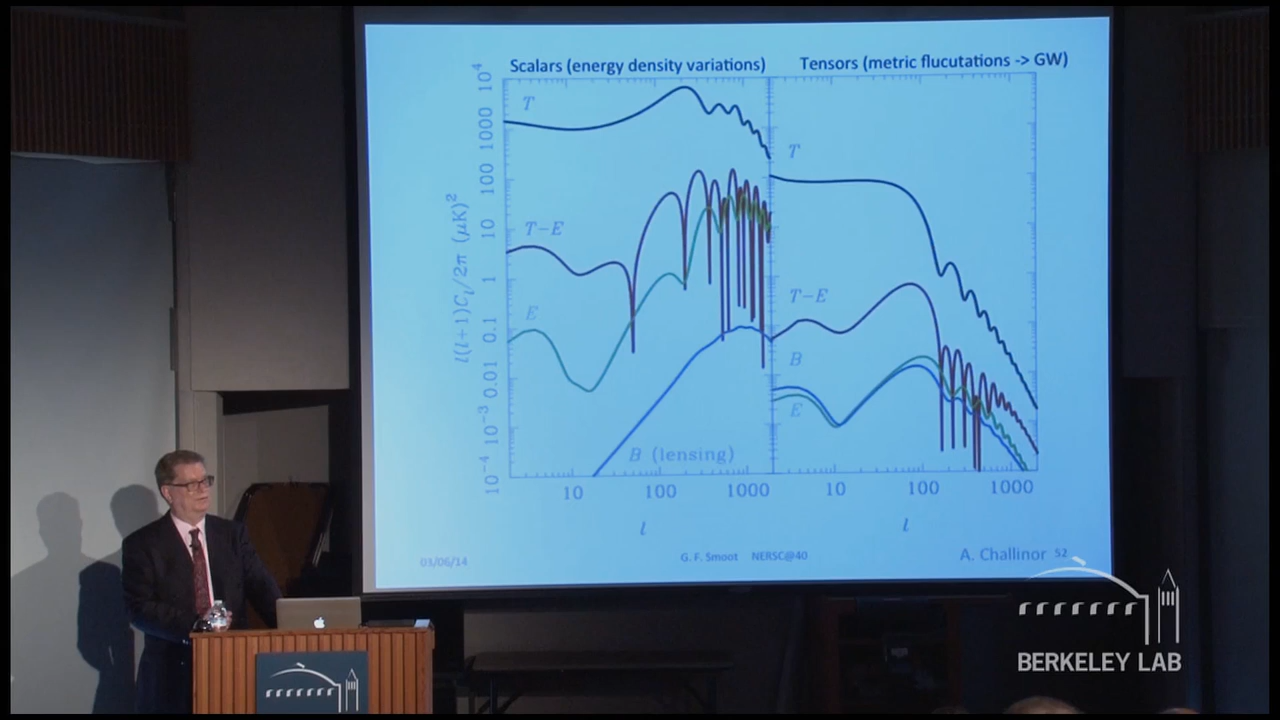 Scalars (energy density variations)
Tensors (metric flucutations -> GW)
l(l+1)Cₗ/2π (μK)²
10⁴
1000
100
10
1
0.1
0.01
10⁻³
10⁻⁴
T
T-E
E
B (lensing)
10
100
1000
l
T
T-E
B
E
10
100
1000
l
03/06/14
G. F. Smoot NERSC@40
A. Challinor 52
BERKELEY LAB